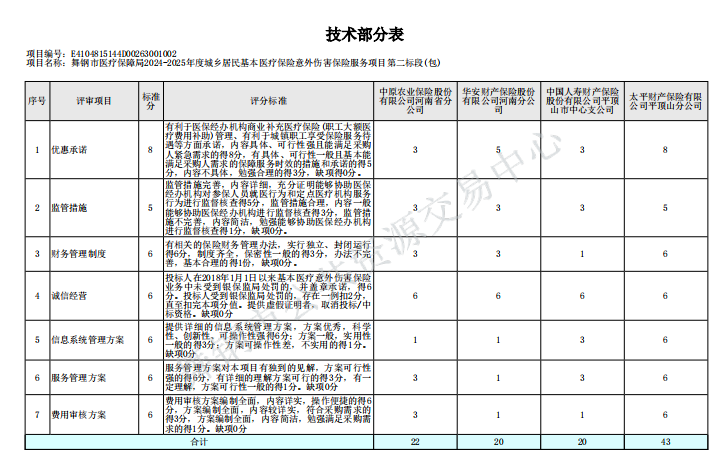 技术部分表
项目编号：E4104815144D00263001002
项目名称：舞钢市医疗保障局2024-2025年度城乡居民基本医疗保险意外伤害保险服务项目第二标段(包)
序号 评审项目 标准分 评分标准 中原农业保险股份有限公司河南省分公司 华安财产保险股份有限公司河南分公司 中国人寿财产保险股份有限公司平顶山市中心支公司 太平财产保险有限公司平顶山分公司
1 优惠承诺 8
有利于医保经办机构商业补充医疗保险(职工大额医
疗费用补助)管理、有利于城镇职工享受保险服务待
遇等方面承诺，内容具体、可行性强且能满足采购
人紧急需求的得8分，有具体、可行性一般且基本能
满足采购人需求的保障服务时效的措施和承诺的得5
分，内容不具体，勉强合理的得3分，缺项得0分。
3 5 3 8
2 监管措施 5
监管措施完善，内容详细，充分证明能够协助医保
经办机构对参保人员就医行为和定点医疗机构服务
行为进行监督核查得5分，监管措施合理，内容一般
能够协助医保经办机构进行监督核查得3分，监管措
施不完善，内容简洁，勉强能够协助医保经办机构
进行监督核查得1分，缺项0分。
3 3 3 5
3 财务管理制度 6
有相关的保险财务管理办法，实行独立、封闭运行
得6分，制度齐全，保密性一般的得3分，办法不完
善，基本合理的得1份，缺项0分。
3 3 1 6
4 诚信经营 6
投标人在2018年1月1日以来基本医疗意外伤害保险
业务中未受到银保监局处罚的，并盖章承诺，得6
分。投标人受到银保监局处罚的，存在一例扣2分，
直至扣完本项分值。提供虚假证明者，取消投标/中
标资格。缺项0分
6 6 6 6
5 信息系统管理方案 6
提供详细的信息系统管理方案，方案优秀，科学
性、创新性、可操作性强得6分；方案一般，实用性
一般的得3分；方案可操作性差，不实用的得1分。
缺项0分
1 1 3 6
6 服务管理方案 6
服务管理方案对本项目有独到的见解，方案可行性
强的得6分，有详细的理解方案可行的得3分，有一
定理解，方案可行性一般的得1分。缺项0分
3 1 3 6
7 费用审核方案 6
费用审核方案编制全面，内容详实，操作便捷的得6
分，方案编制全面，内容较详实，符合采购需求的
得3分，方案编制全面，内容简洁，勉强满足采购需
求的得1分。缺项0分
3 1 1 6
合计 22 20 20 43